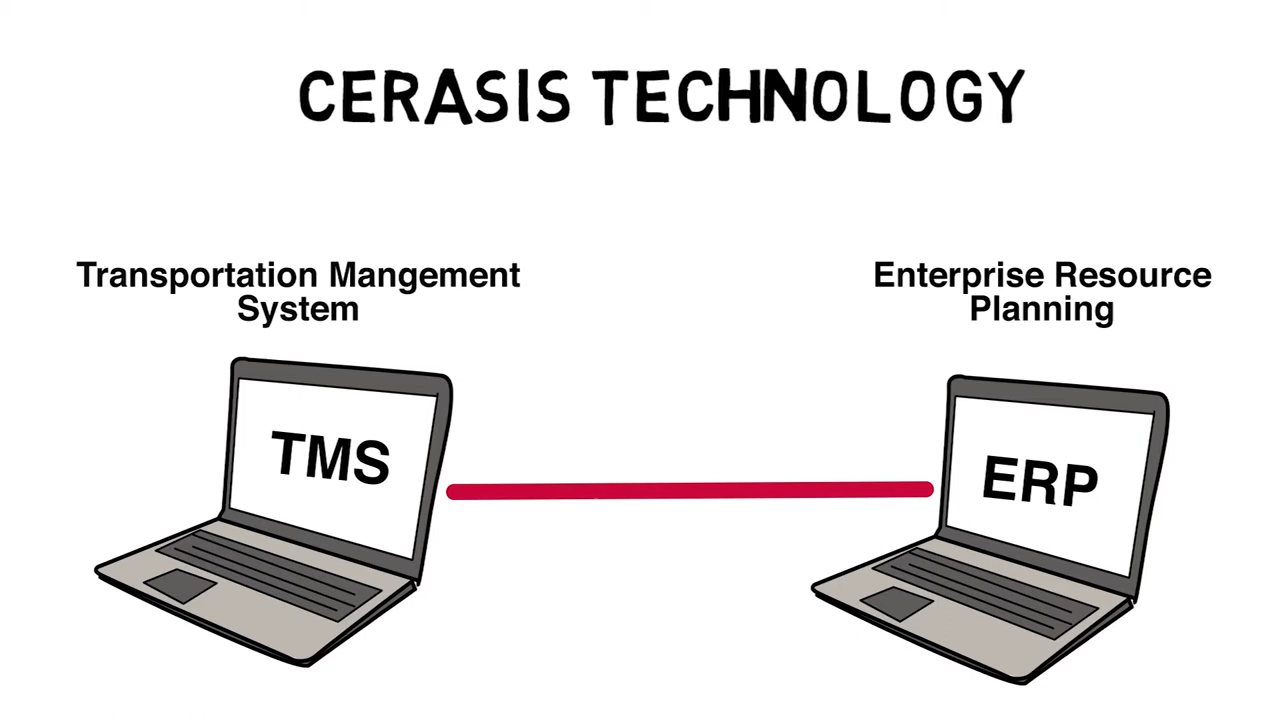 CERASIS TECHNOLOGY
Transportation Mangement
System
Enterprise Resource
Planning
TMS
ERP